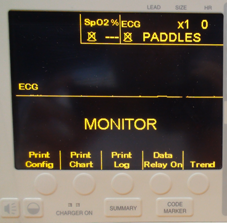 LEAD SIZE HR
SpO2 % ECG x1 0
--- PADDLES
ECG
MONITOR
Print Config Print Chart Print Log Data Relay On Trend
CHARGER ON SUMMARY CODE MARKER